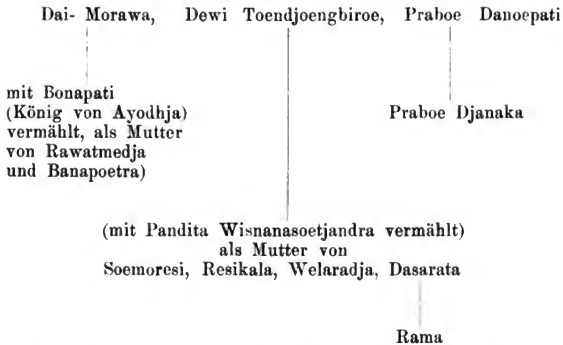 Dai- Morawa, Dewi Toendjoengbiroe, Praboe Danoepati
mit Bonapati
(König von Ayodhja)
vermählt, als Mutter
von Rawatmedja
und Banapoetra)
Praboe Djanaka
(mit Pandita Wisnanasoetjandra vermählt)
als Mutter von
Soemoresi, Resikala, Welaradja, Dasarata
Rama